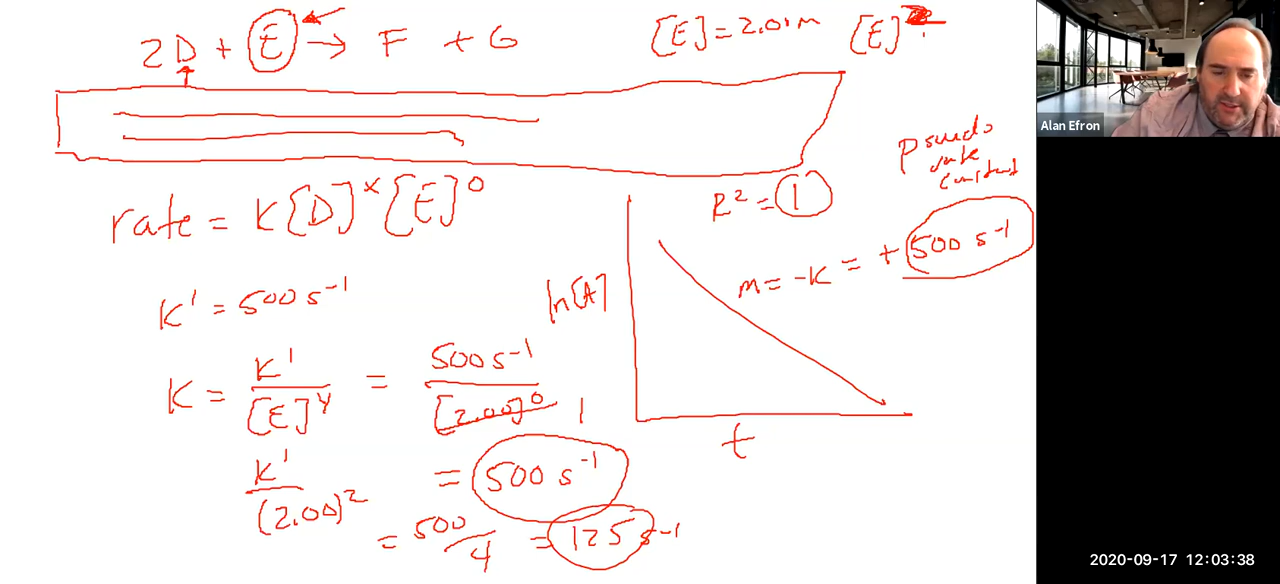 2D + E → F + G
[E] = 2.01M [E]
rate = K[D]^x [E]^0
R² = 1
pseudo
rate
constant
m = -K = + 500 s⁻¹
ln[A]
t
K' = 500 s⁻¹
K = K' / [E]^y = 500 s⁻¹ / [2.00]^0 1
= 500 s⁻¹
K' / (2.00)²
= 500/4 = 125 s⁻¹
Alan Efron
2020-09-17 12:03:38